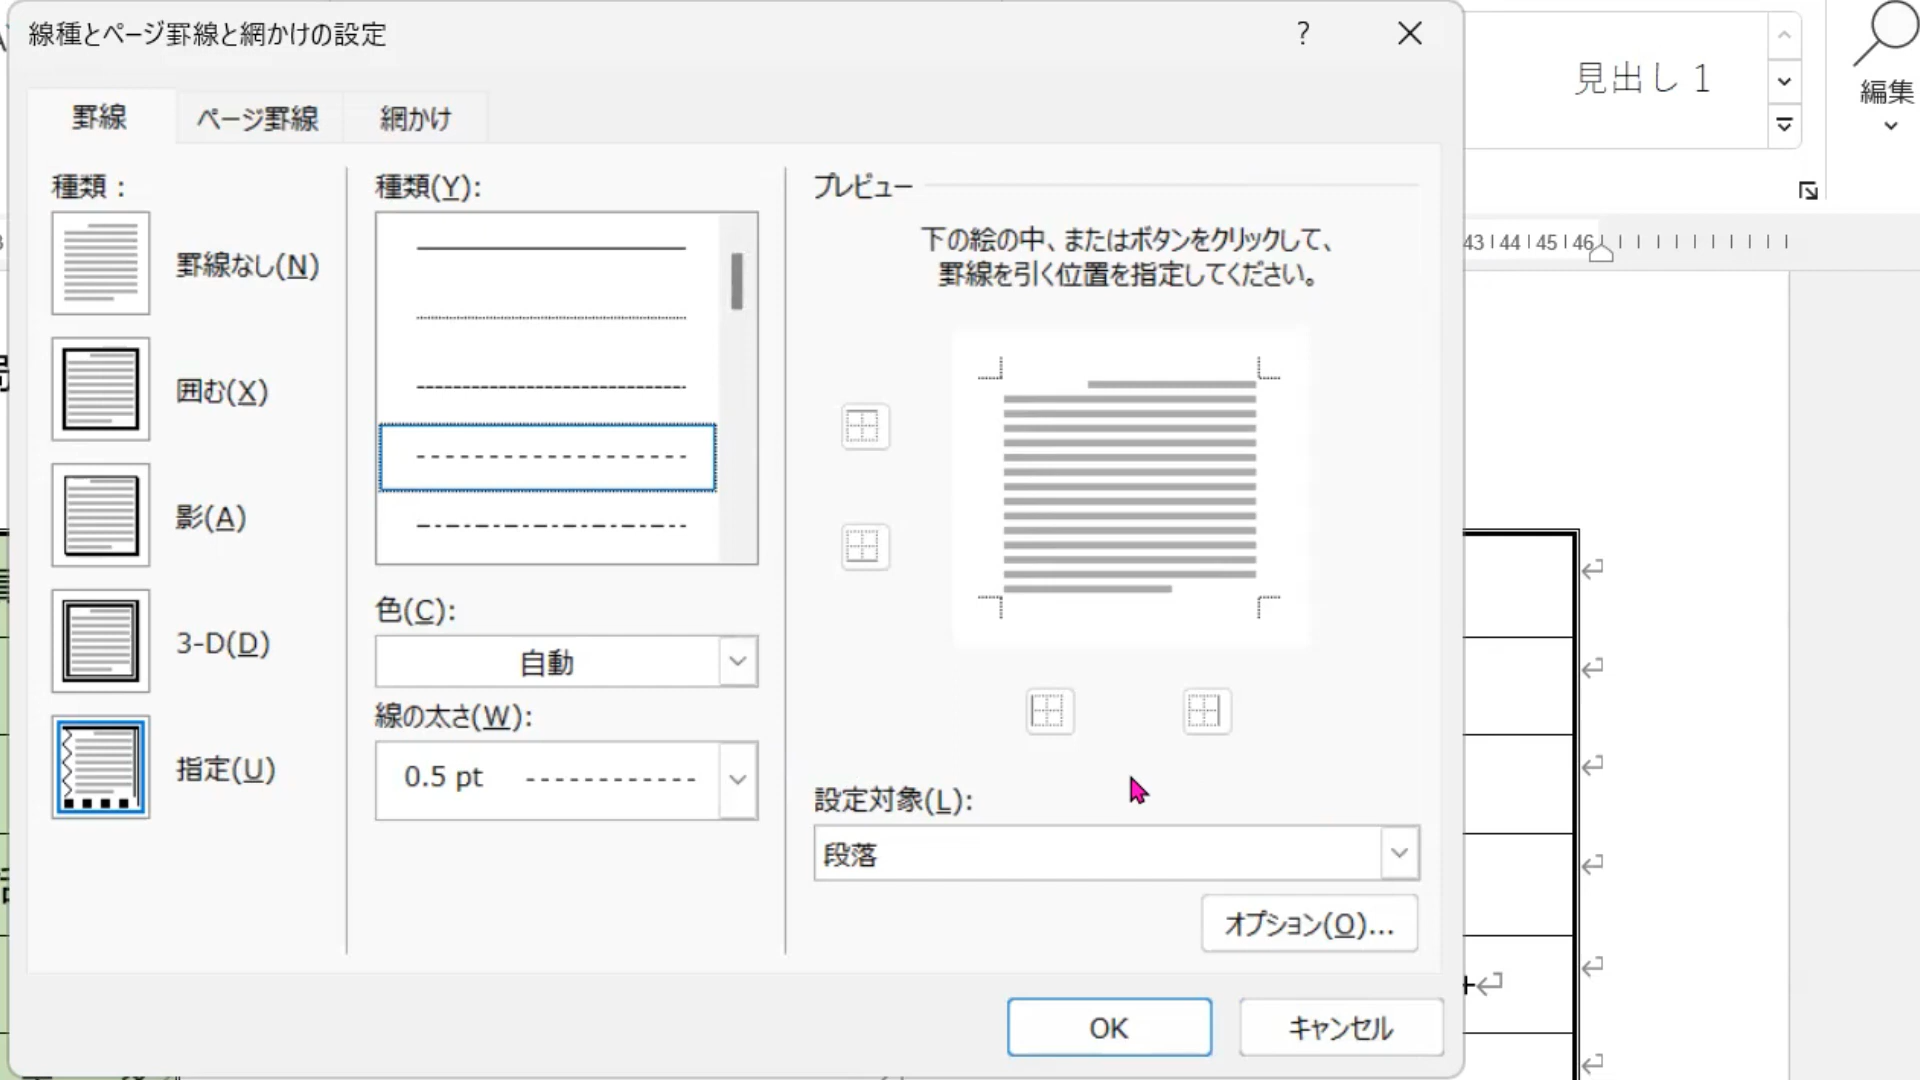 線種とページ罫線と網かけの設定
?
罫線
ページ罫線
網かけ
種類：
罫線なし(N)
囲む(X)
影(A)
3-D(D)
指定(U)
種類(Y):
色(C):
自動
線の太さ(W):
0.5 pt
プレビュー
下の絵の中、またはボタンをクリックして、
罫線を引く位置を指定してください。
設定対象(L):
段落
オプション(O)...
OK
キャンセル
見出し 1
編集
43 44 45 46